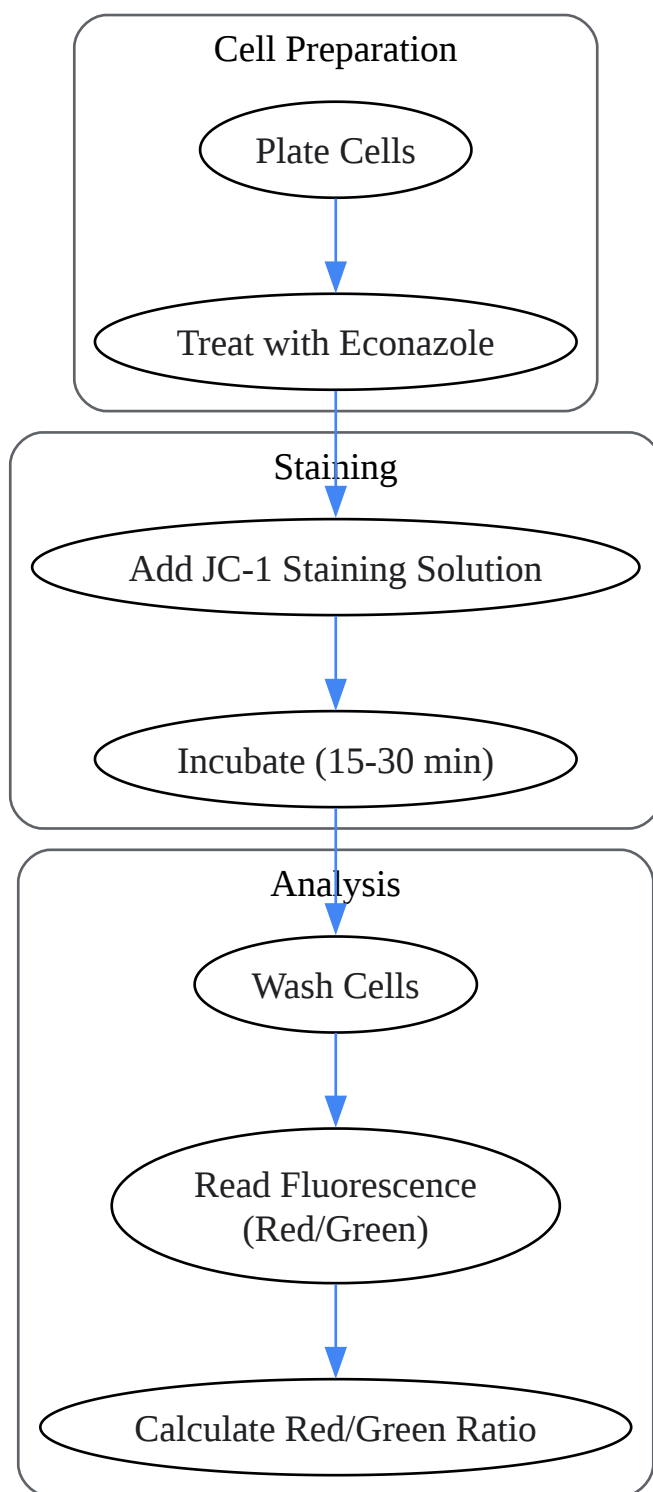 Cell Preparation
Plate Cells
Treat with Econazole
Staining
Add JC-1 Staining Solution
Incubate (15-30 min)
Analysis
Wash Cells
Read Fluorescence
(Red/Green)
Calculate Red/Green Ratio